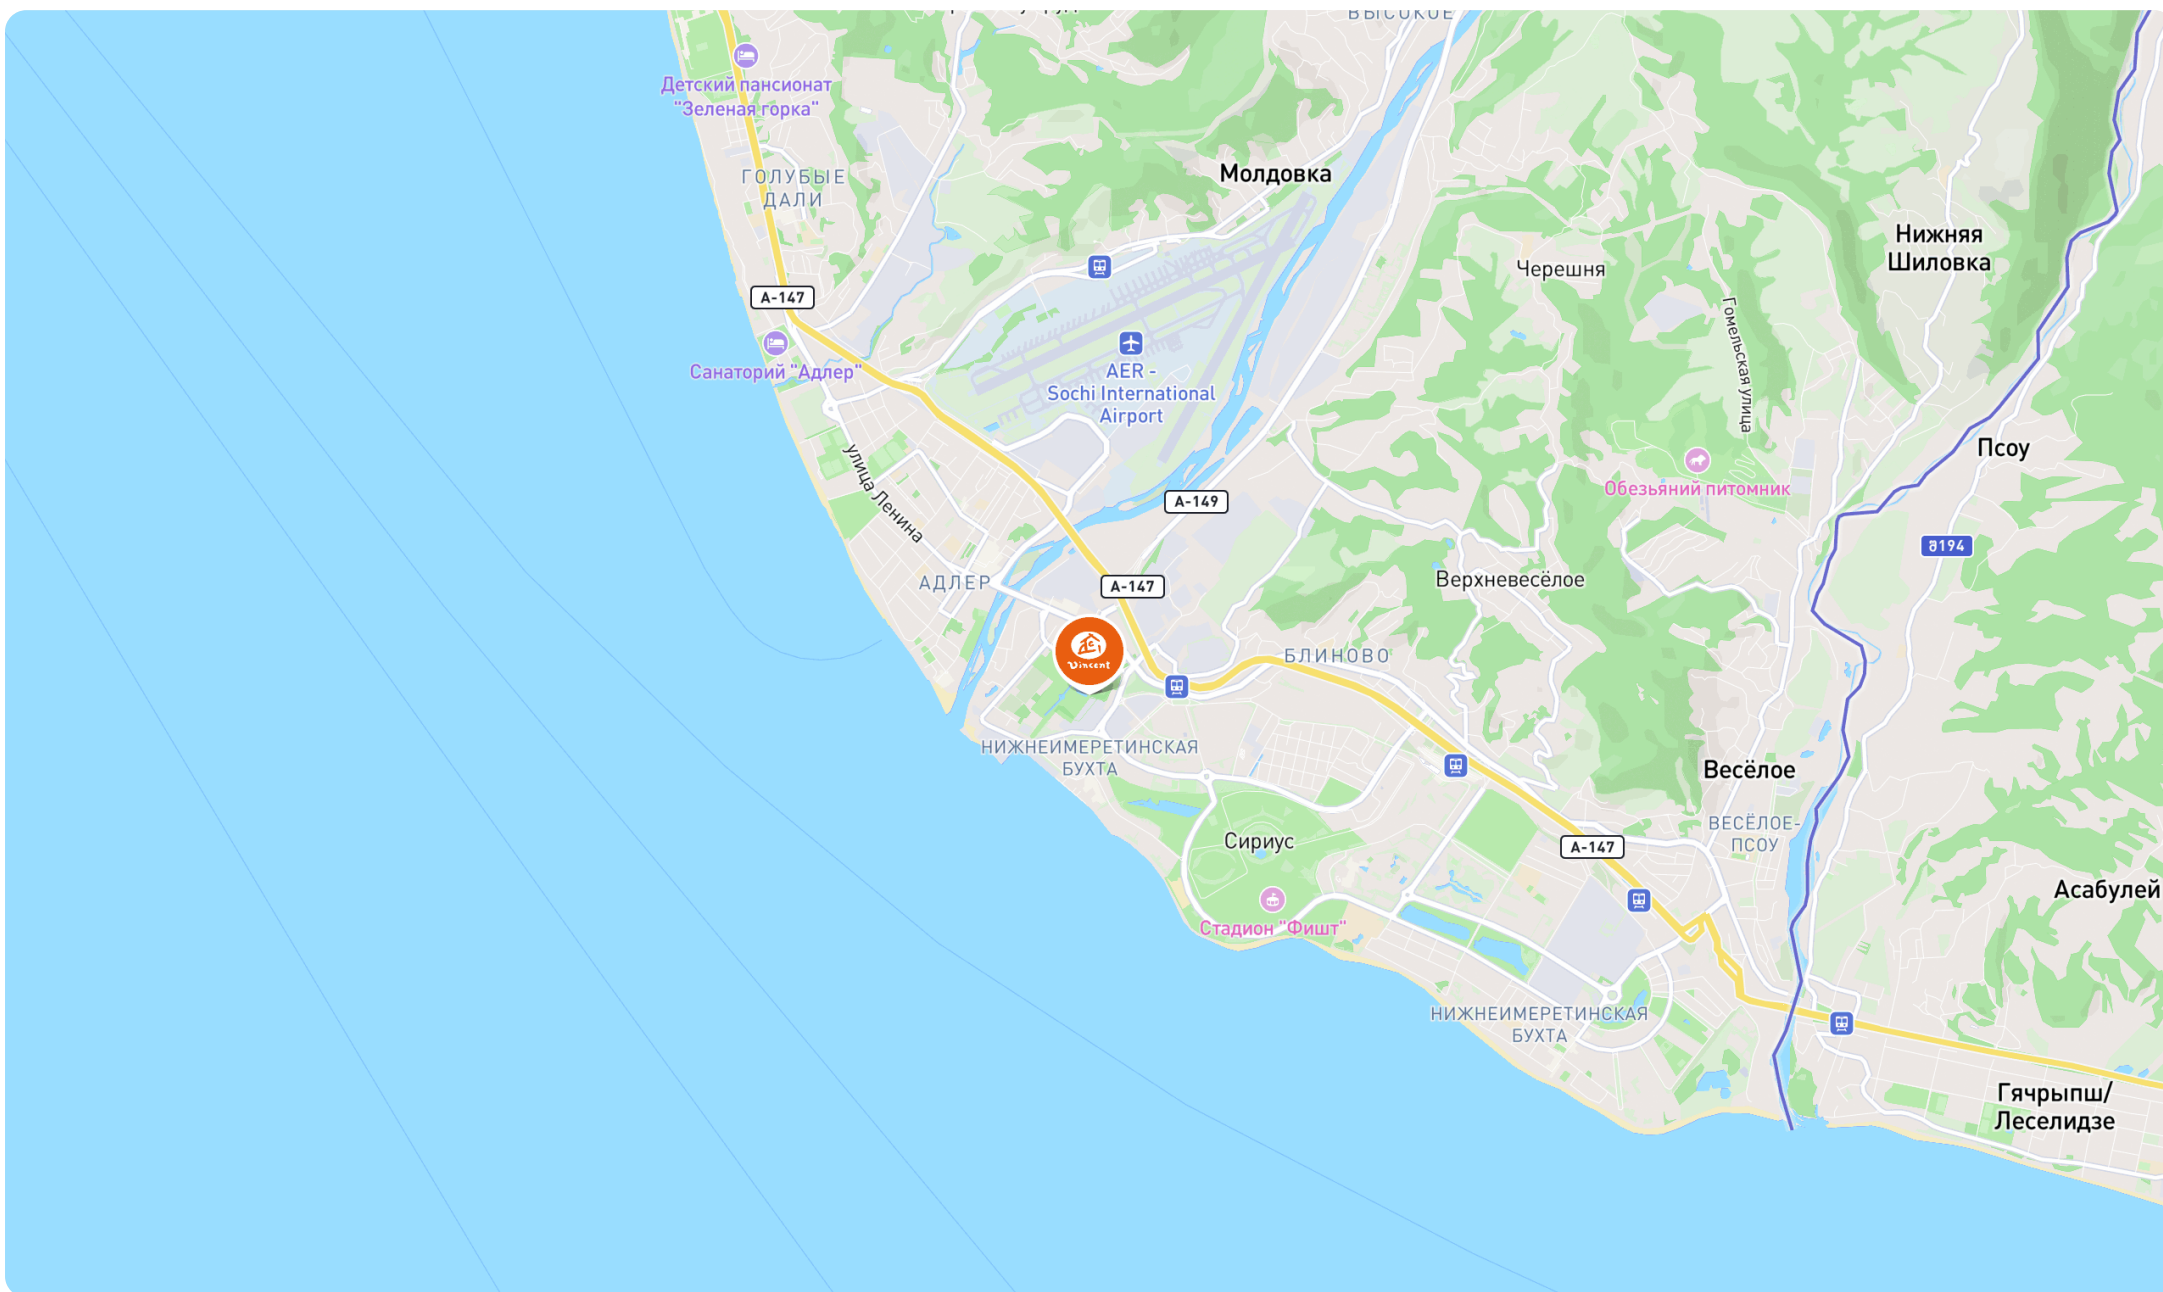 ВЫСОКОЕ
Детский пансионат
"Зеленая горка"
ГОЛУБЫЕ
ДАЛИ
Молдовка
Нижняя
Шиловка
Черешня
А-147
Гомельская улица
Санаторий "Адлер"
AER -
Sochi International
Airport
Псоу
улица Ленина
Обезьяний питомник
А-149
შ194
АДЛЕР
А-147
Верхневесёлое
Vincent
БЛИНОВО
НИЖНЕИМЕРЕТИНСКАЯ
БУХТА
Весёлое
ВЕСЁЛОЕ-
ПСОУ
Сириус
А-147
Асабулей
Стадион "Фишт"
НИЖНЕИМЕРЕТИНСКАЯ
БУХТА
Гячрыпш/
Леселидзе